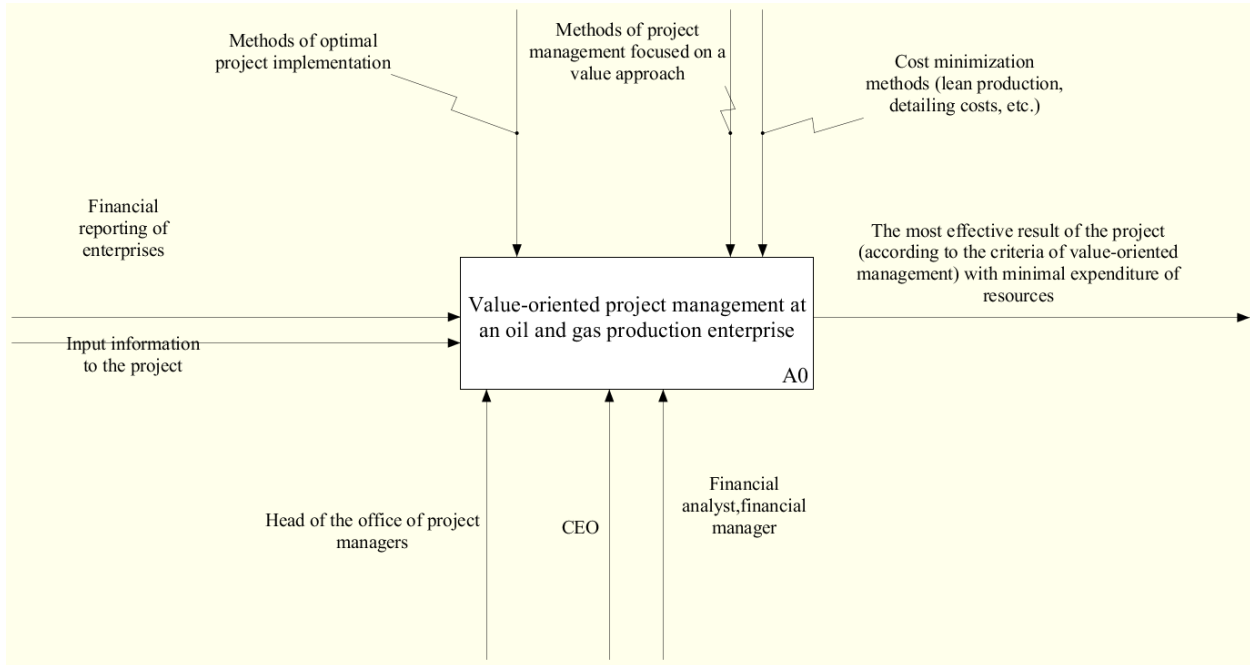 Methods of optimal
project implementation
Methods of project
management focused on a
value approach
Cost minimization
methods (lean production,
detailing costs, etc.)
Financial
reporting of
enterprises
The most effective result of the project
(according to the criteria of value-oriented
management) with minimal expenditure of
resources
Value-oriented project management at
an oil and gas production enterprise
A0
Input information
to the project
Head of the office of project
managers
CEO
Financial
analyst,financial
manager